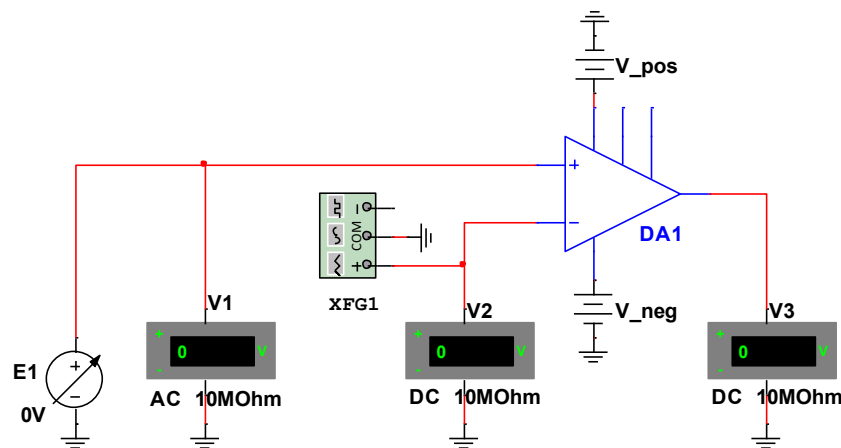 V_pos
+
−
DA1
−
COM
+
XFG1
V_neg
V1
V2
V3
E1
+
−
0V
+
0
V
-
AC 10MOhm
+
0
V
-
DC 10MOhm
+
0
V
-
DC 10MOhm